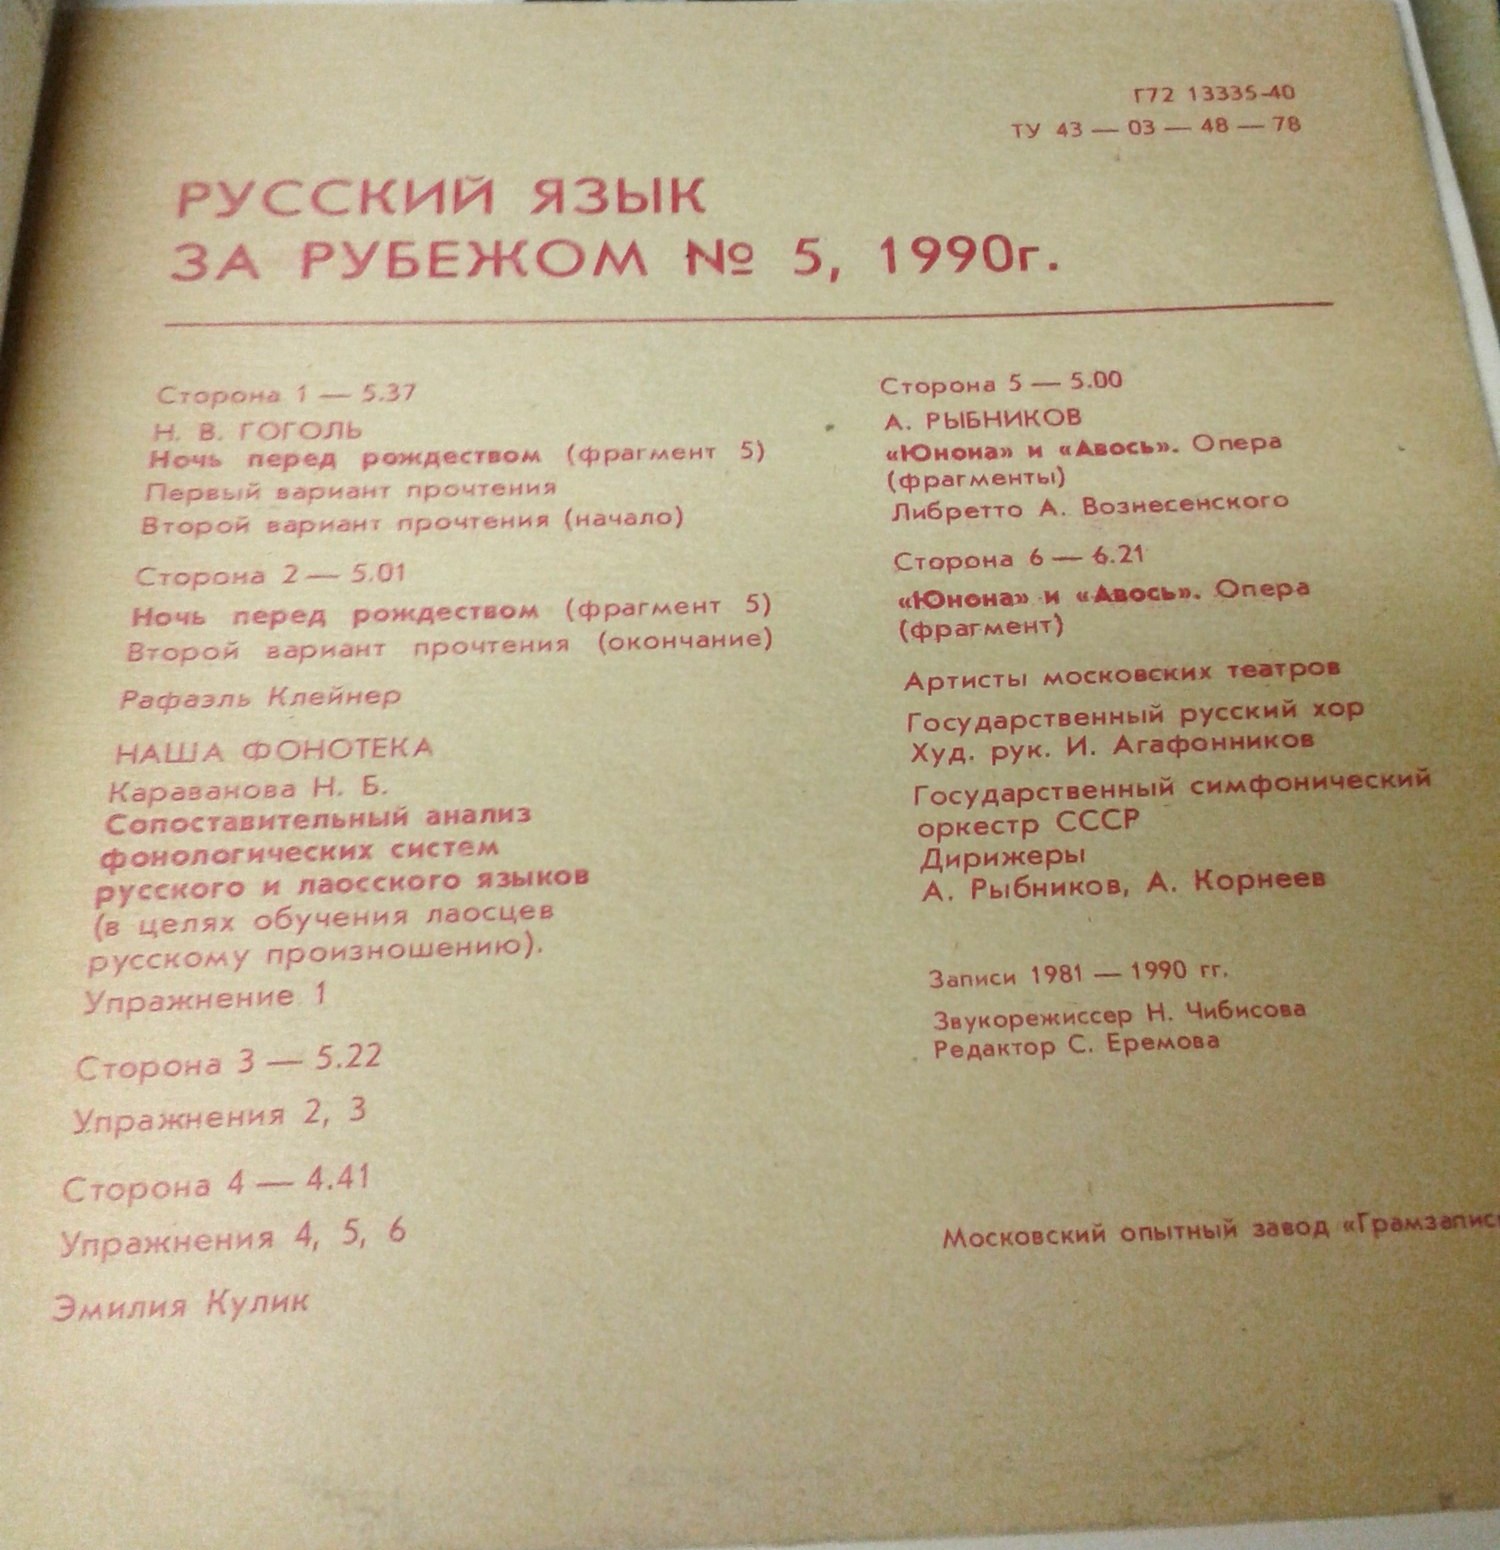 Г72 13335-40
ТУ 43 — 03 — 48 — 78
РУССКИЙ ЯЗЫК
ЗА РУБЕЖОМ № 5, 1990г.
Сторона 1 — 5.37
Н. В. ГОГОЛЬ
Ночь перед рождеством (фрагмент 5)
Первый вариант прочтения
Второй вариант прочтения (начало)
Сторона 2 — 5.01
Ночь перед рождеством (фрагмент 5)
Второй вариант прочтения (окончание)
Рафаэль Клейнер
НАША ФОНОТЕКА
Караванова Н. Б.
Сопоставительный анализ
фонологических систем
русского и лаосского языков
(в целях обучения лаосцев
русскому произношению).
Упражнение 1
Сторона 3 — 5.22
Упражнения 2, 3
Сторона 4 — 4.41
Упражнения 4, 5, 6
Эмилия Кулик
Сторона 5 — 5.00
А. РЫБНИКОВ
«Юнона» и «Авось». Опера
(фрагменты)
Либретто А. Вознесенского
Сторона 6 — 6.21
«Юнона» и «Авось». Опера
(фрагмент)
Артисты московских театров
Государственный русский хор
Худ. рук. И. Агафонников
Государственный симфонический
оркестр СССР
Дирижеры
А. Рыбников, А. Корнеев
Записи 1981 — 1990 гг.
Звукорежиссер Н. Чибисова
Редактор С. Еремова
Московский опытный завод «Грамзапис